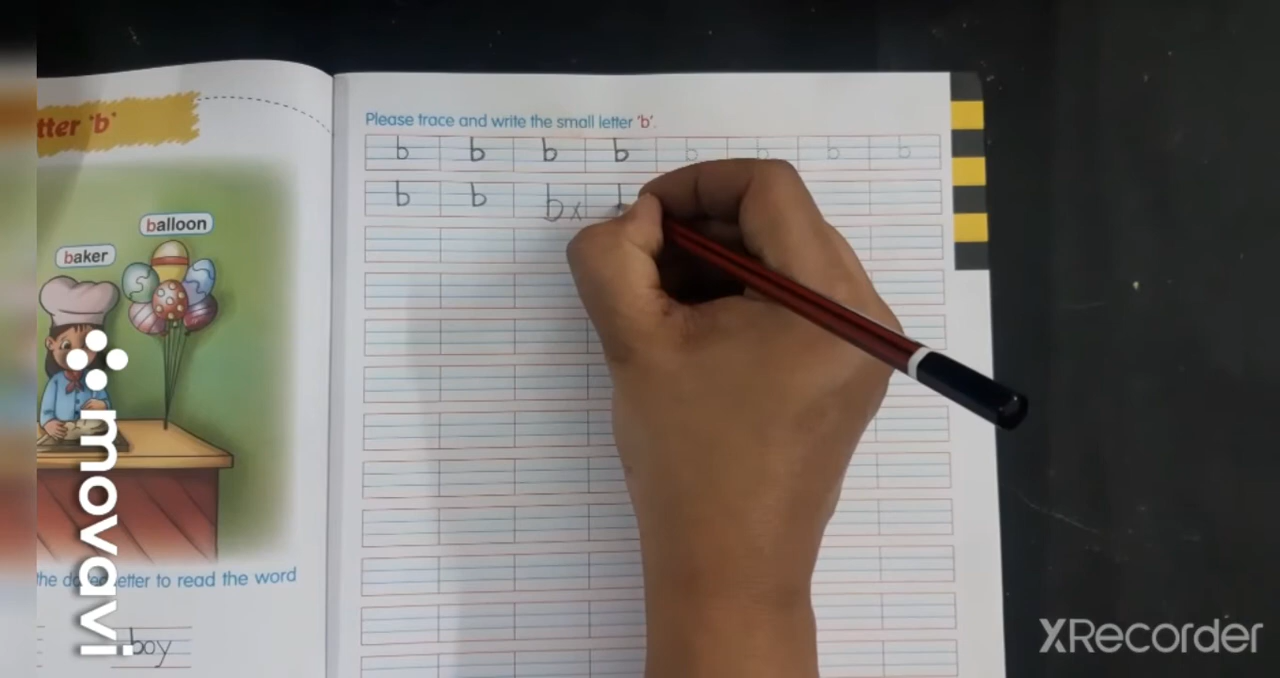 tter 'b'
balloon
baker
the dotted letter to read the word
boy
Please trace and write the small letter 'b'.
b b b b b b b b
b b b x b
movavi
XRecorder